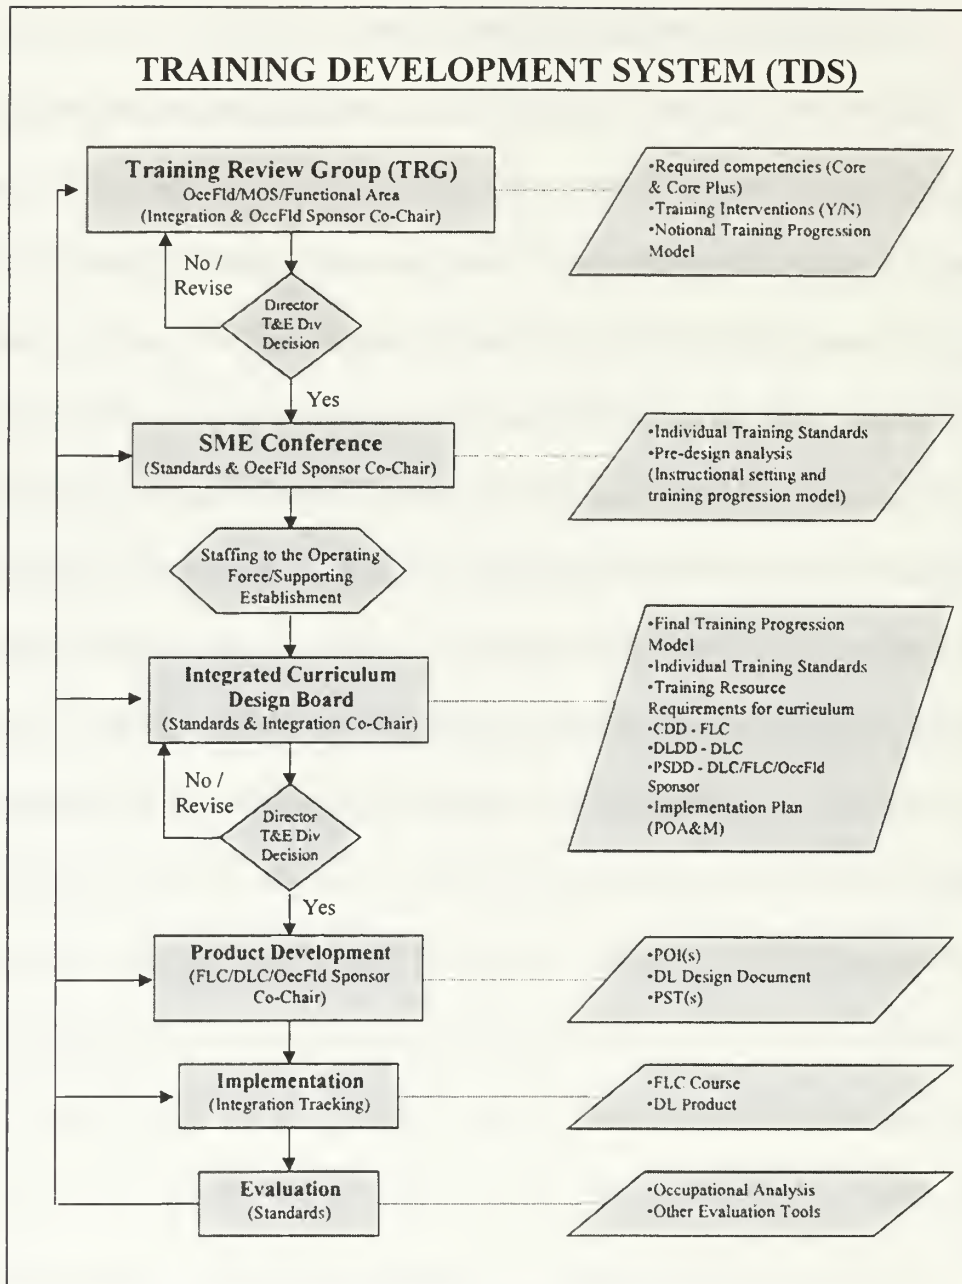 TRAINING DEVELOPMENT SYSTEM (TDS)
Training Review Group (TRG)
OccFld/MOS/Functional Area
(Integration & OccFld Sponsor Co-Chair)
•Required competencies (Core
& Core Plus)
•Training Interventions (Y/N)
•Notional Training Progression
Model
No /
Revise
Director
T&E Div
Decision
Yes
SME Conference
(Standards & OccFld Sponsor Co-Chair)
•Individual Training Standards
•Pre-design analysis
(Instructional setting and
training progression model)
Staffing to the Operating
Force/Supporting
Establishment
Integrated Curriculum
Design Board
(Standards & Integration Co-Chair)
•Final Training Progression
Model
•Individual Training Standards
•Training Resource
Requirements for curriculum
•CDD - FLC
•DLDD - DLC
•PSDD - DLC/FLC/OccFld
Sponsor
•Implementation Plan
(POA&M)
No /
Revise
Director
T&E Div
Decision
Yes
Product Development
(FLC/DLC/OccFld Sponsor
Co-Chair)
•POI(s)
•DL Design Document
•PST(s)
Implementation
(Integration Tracking)
•FLC Course
•DL Product
Evaluation
(Standards)
•Occupational Analysis
•Other Evaluation Tools